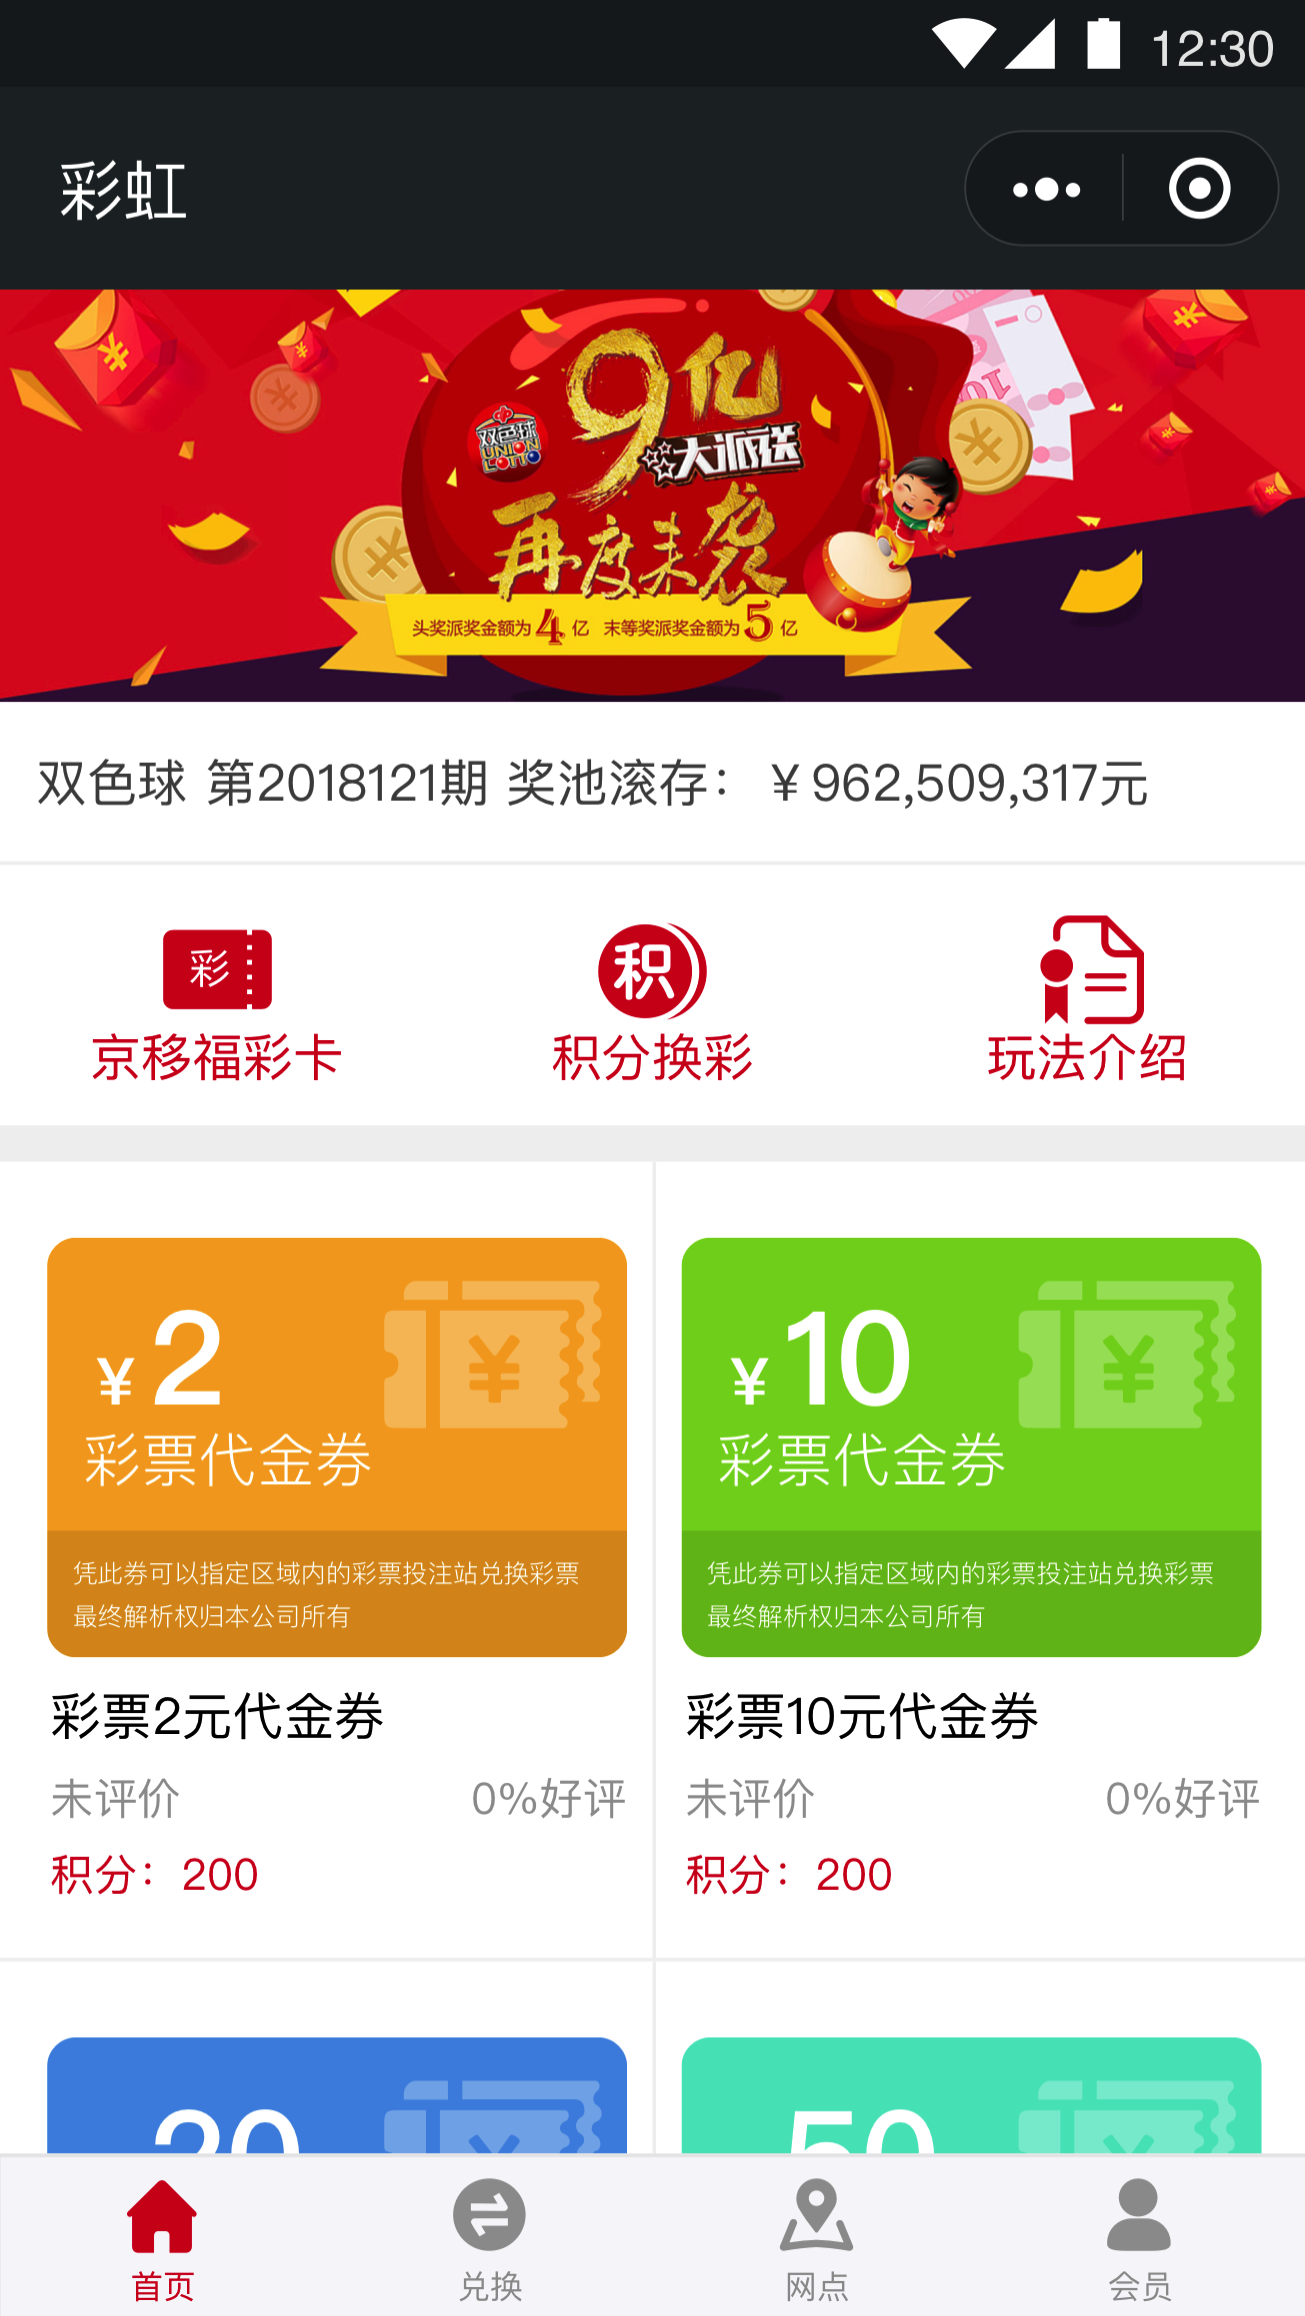 12:30
彩虹
9亿
双色球
UNION
LOTTO
大派送
再度来袭
头奖派奖金额为4亿 末等奖派奖金额为5亿
双色球 第2018121期 奖池滚存：￥962,509,317元
彩
积
京移福彩卡
积分换彩
玩法介绍
¥2
彩票代金券
凭此券可以指定区域内的彩票投注站兑换彩票
最终解析权归本公司所有
彩票2元代金券
未评价 0%好评
积分：200
¥10
彩票代金券
凭此券可以指定区域内的彩票投注站兑换彩票
最终解析权归本公司所有
彩票10元代金券
未评价 0%好评
积分：200
20
50
首页
兑换
网点
会员